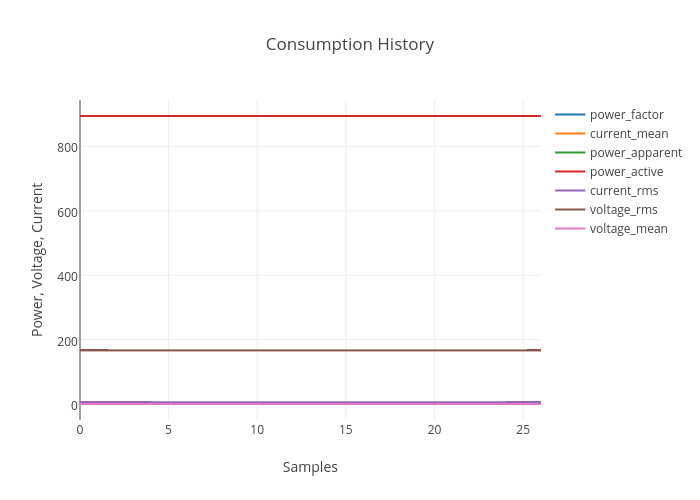 Consumption History
Power, Voltage, Current
800
600
400
200
0
0 5 10 15 20 25
Samples
power_factor
current_mean
power_apparent
power_active
current_rms
voltage_rms
voltage_mean